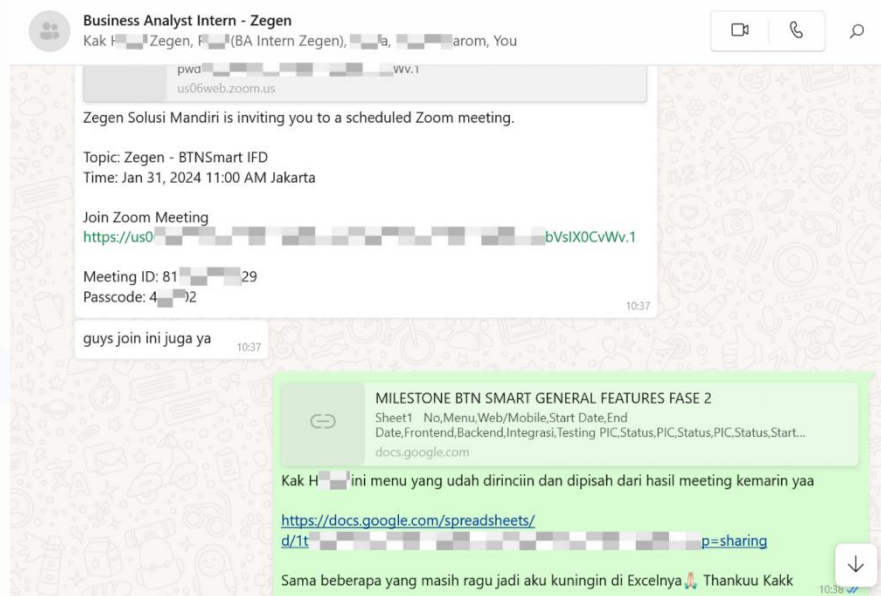 Business Analyst Intern - Zegen
Kak H Zegen, (BA Intern Zegen), a, arom, You
pwd Wv.1
us06web.zoom.us
Zegen Solusi Mandiri is inviting you to a scheduled Zoom meeting.
Topic: Zegen - BTNSmart IFD
Time: Jan 31, 2024 11:00 AM Jakarta
Join Zoom Meeting
https://us0 bVsIX0CvWv.1
Meeting ID: 81 29
Passcode: 4 02
10:37
guys join ini juga ya
10:37
MILESTONE BTN SMART GENERAL FEATURES FASE 2
Sheet1 No,Menu,Web/Mobile,Start Date,End
Date,Frontend,Backend,Integrasi,Testing PIC,Status,PIC,Status,PIC,Status,Start...
docs.google.com
Kak H ini menu yang udah dirinciin dan dipisah dari hasil meeting kemarin yaa
https://docs.google.com/spreadsheets/
d/1t p=sharing
Sama beberapa yang masih ragu jadi aku kuningin di Excelnya🙏🏻 Thankuu Kakk
10:38